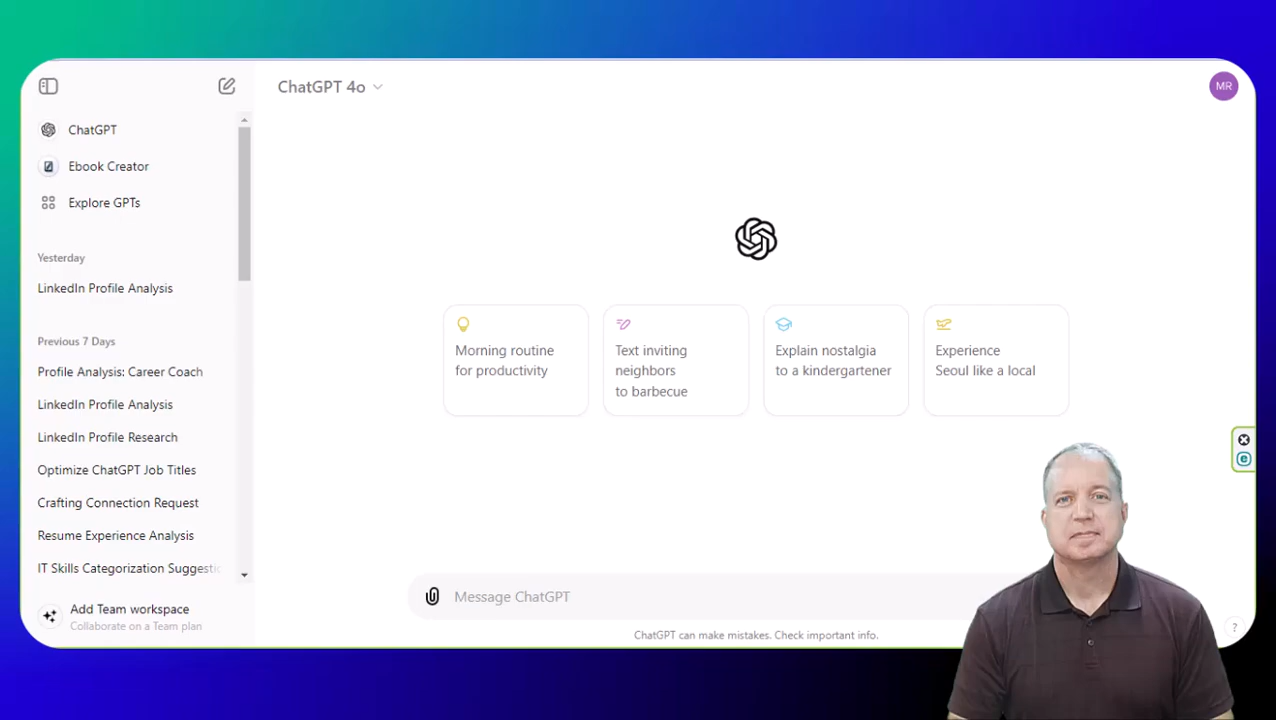 ChatGPT 4o
MR
ChatGPT
Ebook Creator
Explore GPTs
Yesterday
LinkedIn Profile Analysis
Previous 7 Days
Profile Analysis: Career Coach
LinkedIn Profile Analysis
LinkedIn Profile Research
Optimize ChatGPT Job Titles
Crafting Connection Request
Resume Experience Analysis
IT Skills Categorization Suggestic
Add Team workspace
Collaborate on a Team plan
Morning routine
for productivity
Text inviting
neighbors
to barbecue
Explain nostalgia
to a kindergartener
Experience
Seoul like a local
Message ChatGPT
ChatGPT can make mistakes. Check important info.
?